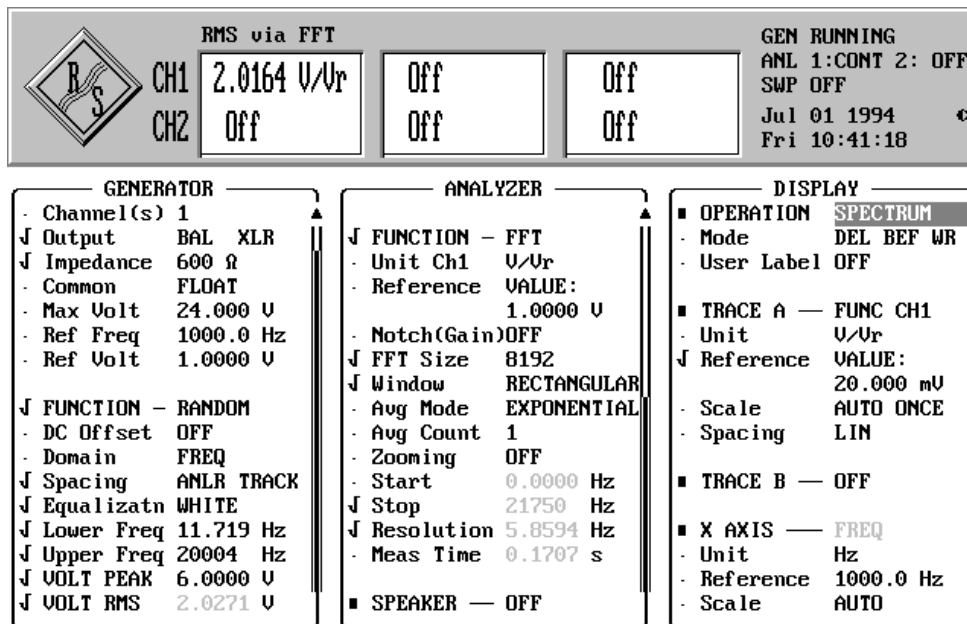 RMS via FFT
R S
CH1 2.0164 V/Vr Off Off
CH2 Off Off Off
GEN RUNNING
ANL 1:CONT 2: OFF
SWP OFF
Jul 01 1994
Fri 10:41:18
GENERATOR
Channel(s) 1
Output BAL XLR
Impedance 600 Ω
Common FLOAT
Max Volt 24.000 V
Ref Freq 1000.0 Hz
Ref Volt 1.0000 V
FUNCTION — RANDOM
DC Offset OFF
Domain FREQ
Spacing ANLR TRACK
Equalizatn WHITE
Lower Freq 11.719 Hz
Upper Freq 20004 Hz
VOLT PEAK 6.0000 V
VOLT RMS 2.0271 V
ANALYZER
FUNCTION — FFT
Unit Ch1 V/Vr
Reference VALUE:
1.0000 V
Notch(Gain)OFF
FFT Size 8192
Window RECTANGULAR
Avg Mode EXPONENTIAL
Avg Count 1
Zooming OFF
Start 0.0000 Hz
Stop 21750 Hz
Resolution 5.8594 Hz
Meas Time 0.1707 s
SPEAKER — OFF
DISPLAY
OPERATION SPECTRUM
Mode DEL BEF WR
User Label OFF
TRACE A — FUNC CH1
Unit V/Vr
Reference VALUE:
20.000 mV
Scale AUTO ONCE
Spacing LIN
TRACE B — OFF
X AXIS — FREQ
Unit Hz
Reference 1000.0 Hz
Scale AUTO